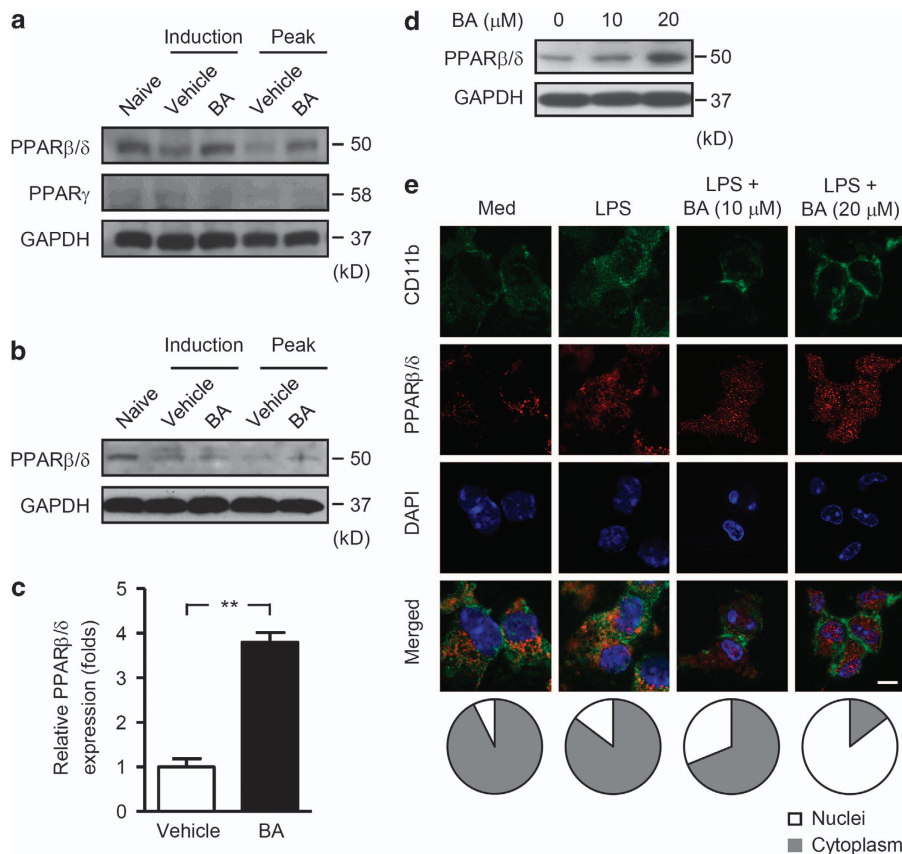 a
Induction Peak
Naive Vehicle BA Vehicle BA
PPARβ/δ 50
PPARγ 58
GAPDH 37
(kD)
b
Induction Peak
Naive Vehicle BA Vehicle BA
PPARβ/δ 50
GAPDH 37
(kD)
c
Relative PPARβ/δ
expression (folds)
5
4
3
2
1
0
**
Vehicle BA
d
BA (μM) 0 10 20
PPARβ/δ 50
GAPDH 37
(kD)
e
Med LPS LPS + BA (10 μM) LPS + BA (20 μM)
CD11b
PPARβ/δ
DAPI
Merged
Nuclei
Cytoplasm